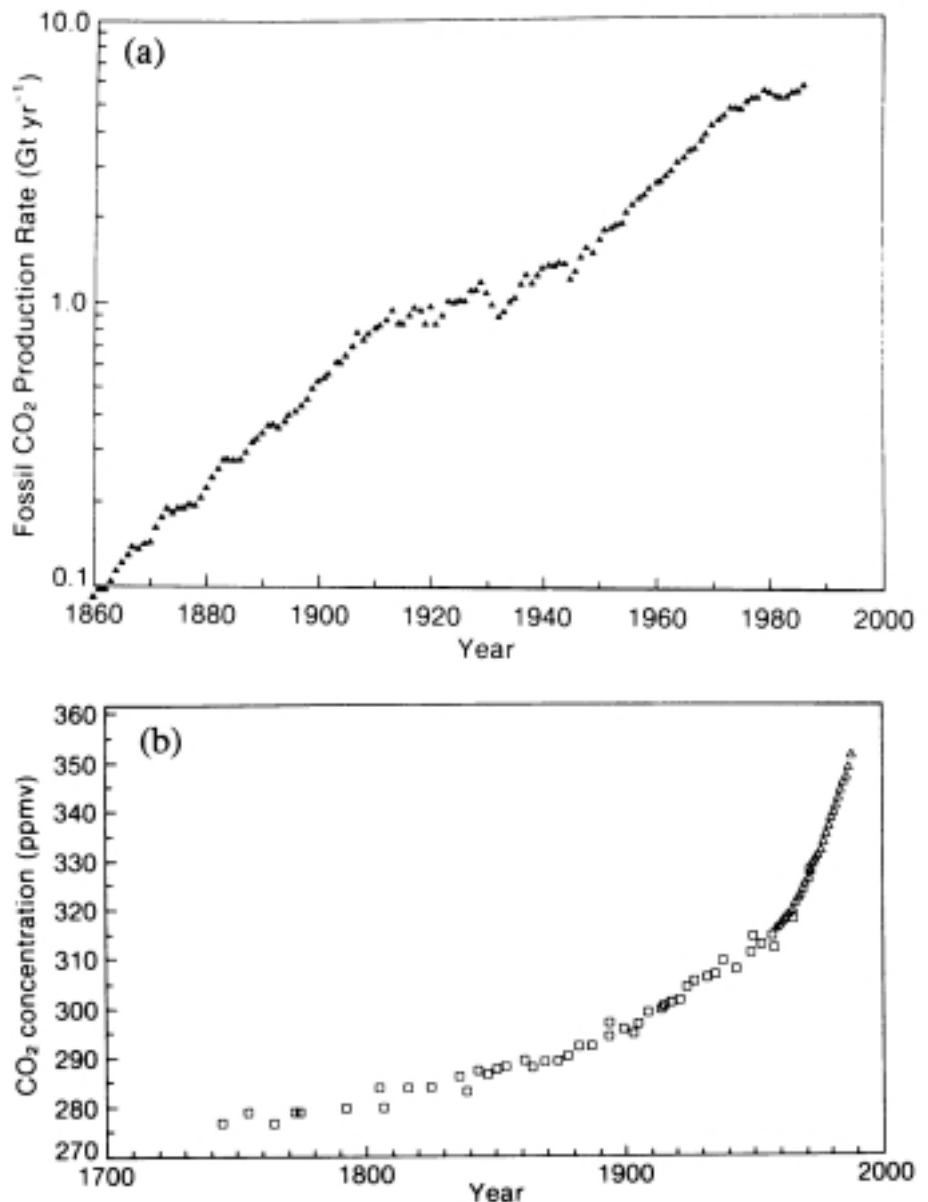 10.0
(a)
Fossil CO₂ Production Rate (Gt yr⁻¹)
1.0
0.1
1860 1880 1900 1920 1940 1960 1980 2000
Year
360
(b)
350
340
330
CO₂ concentration (ppmv)
320
310
300
290
280
270
1700 1800 1900 2000
Year